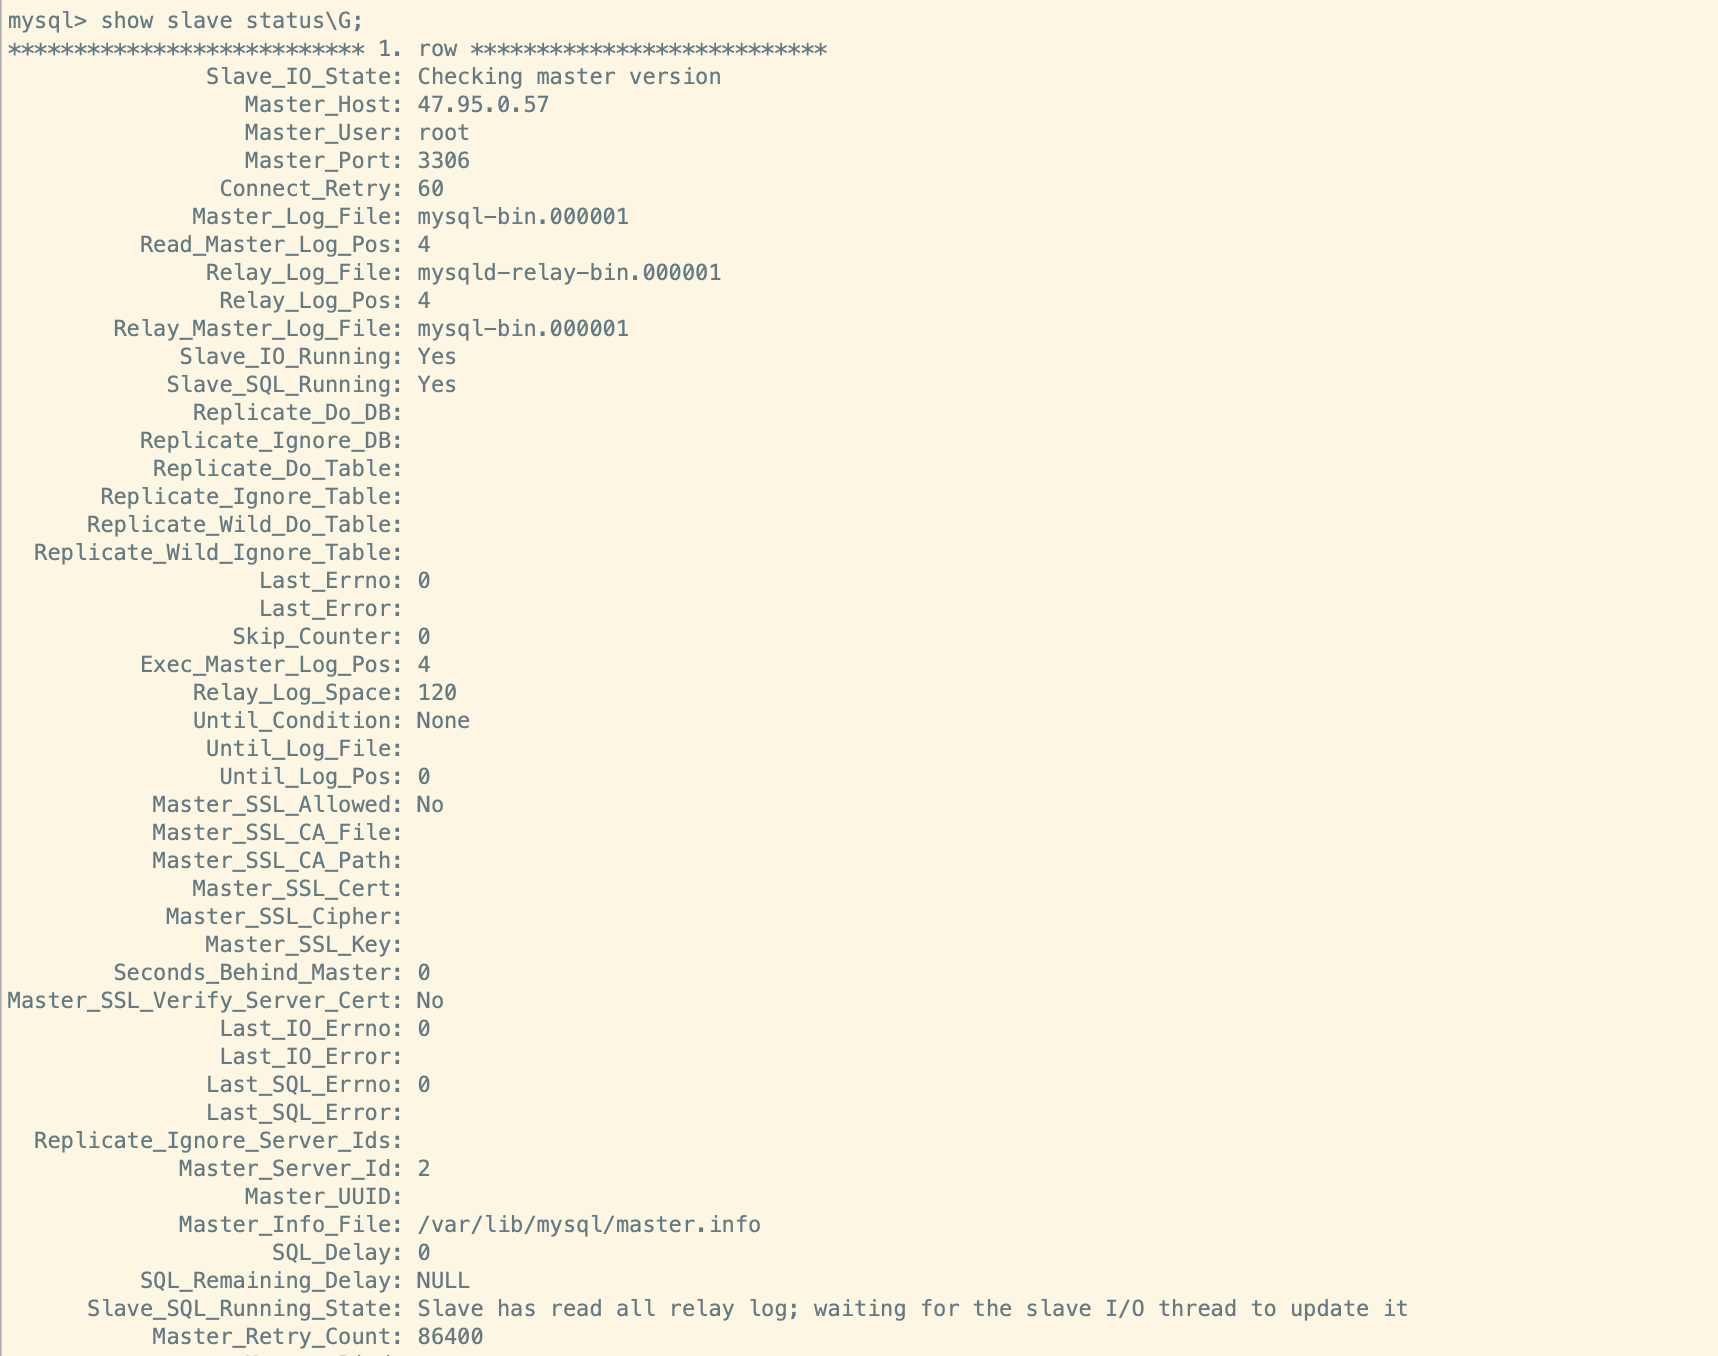 mysql> show slave status\G;
*************************** 1. row ***************************
Slave_IO_State: Checking master version
Master_Host: 47.95.0.57
Master_User: root
Master_Port: 3306
Connect_Retry: 60
Master_Log_File: mysql-bin.000001
Read_Master_Log_Pos: 4
Relay_Log_File: mysqld-relay-bin.000001
Relay_Log_Pos: 4
Relay_Master_Log_File: mysql-bin.000001
Slave_IO_Running: Yes
Slave_SQL_Running: Yes
Replicate_Do_DB:
Replicate_Ignore_DB:
Replicate_Do_Table:
Replicate_Ignore_Table:
Replicate_Wild_Do_Table:
Replicate_Wild_Ignore_Table:
Last_Errno: 0
Last_Error:
Skip_Counter: 0
Exec_Master_Log_Pos: 4
Relay_Log_Space: 120
Until_Condition: None
Until_Log_File:
Until_Log_Pos: 0
Master_SSL_Allowed: No
Master_SSL_CA_File:
Master_SSL_CA_Path:
Master_SSL_Cert:
Master_SSL_Cipher:
Master_SSL_Key:
Seconds_Behind_Master: 0
Master_SSL_Verify_Server_Cert: No
Last_IO_Errno: 0
Last_IO_Error:
Last_SQL_Errno: 0
Last_SQL_Error:
Replicate_Ignore_Server_Ids:
Master_Server_Id: 2
Master_UUID:
Master_Info_File: /var/lib/mysql/master.info
SQL_Delay: 0
SQL_Remaining_Delay: NULL
Slave_SQL_Running_State: Slave has read all relay log; waiting for the slave I/O thread to update it
Master_Retry_Count: 86400